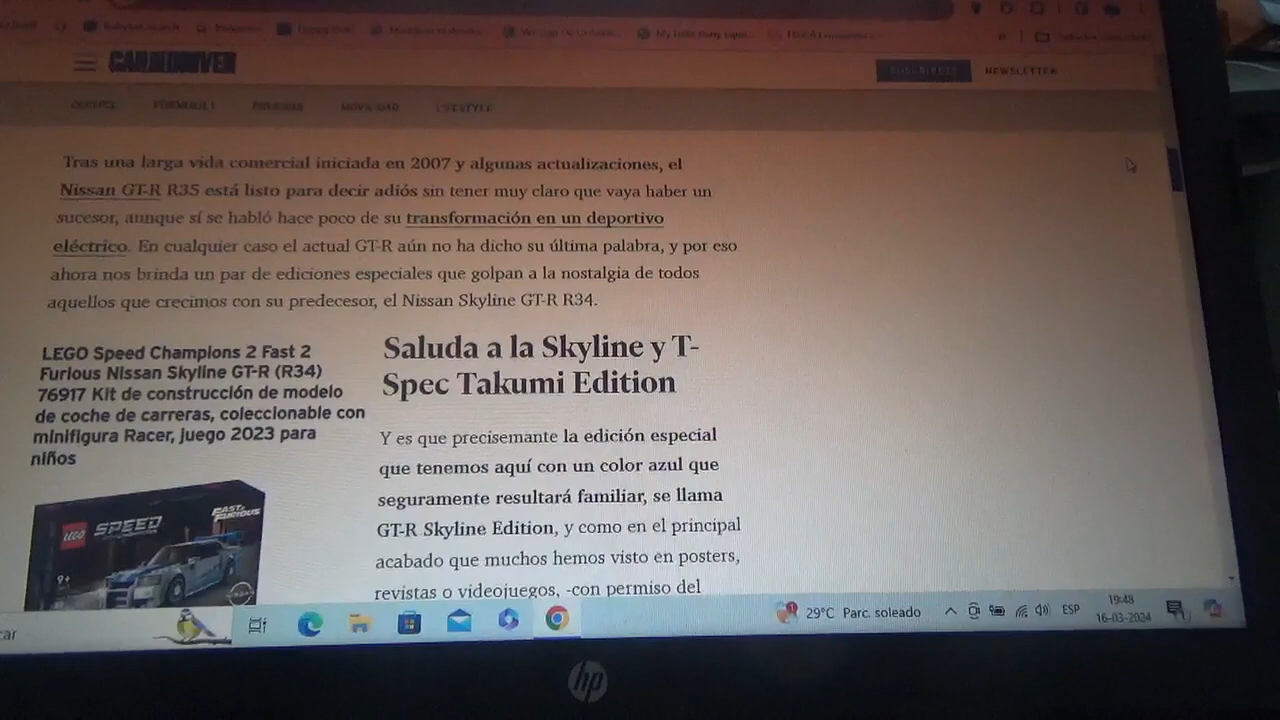 CAR AND DRIVER
NEWSLETTER
FÓRMULA 1
MOVILIDAD
LIFESTYLE
Tras una larga vida comercial iniciada en 2007 y algunas actualizaciones, el
Nissan GT-R R35 está listo para decir adiós sin tener muy claro que vaya haber un
sucesor, aunque sí se habló hace poco de su transformación en un deportivo
eléctrico. En cualquier caso el actual GT-R aún no ha dicho su última palabra, y por eso
ahora nos brinda un par de ediciones especiales que golpan a la nostalgia de todos
aquellos que crecimos con su predecesor, el Nissan Skyline GT-R R34.
LEGO Speed Champions 2 Fast 2
Furious Nissan Skyline GT-R (R34)
76917 Kit de construcción de modelo
de coche de carreras, coleccionable con
minifigura Racer, juego 2023 para
niños
LEGO SPEED
FAST & FURIOUS
9+
Saluda a la Skyline y T-
Spec Takumi Edition
Y es que precisemante la edición especial
que tenemos aquí con un color azul que
seguramente resultará familiar, se llama
GT-R Skyline Edition, y como en el principal
acabado que muchos hemos visto en posters,
revistas o videojuegos, -con permiso del
car
29°C Parc. soleado
ESP
19:48
16-03-2024
hp